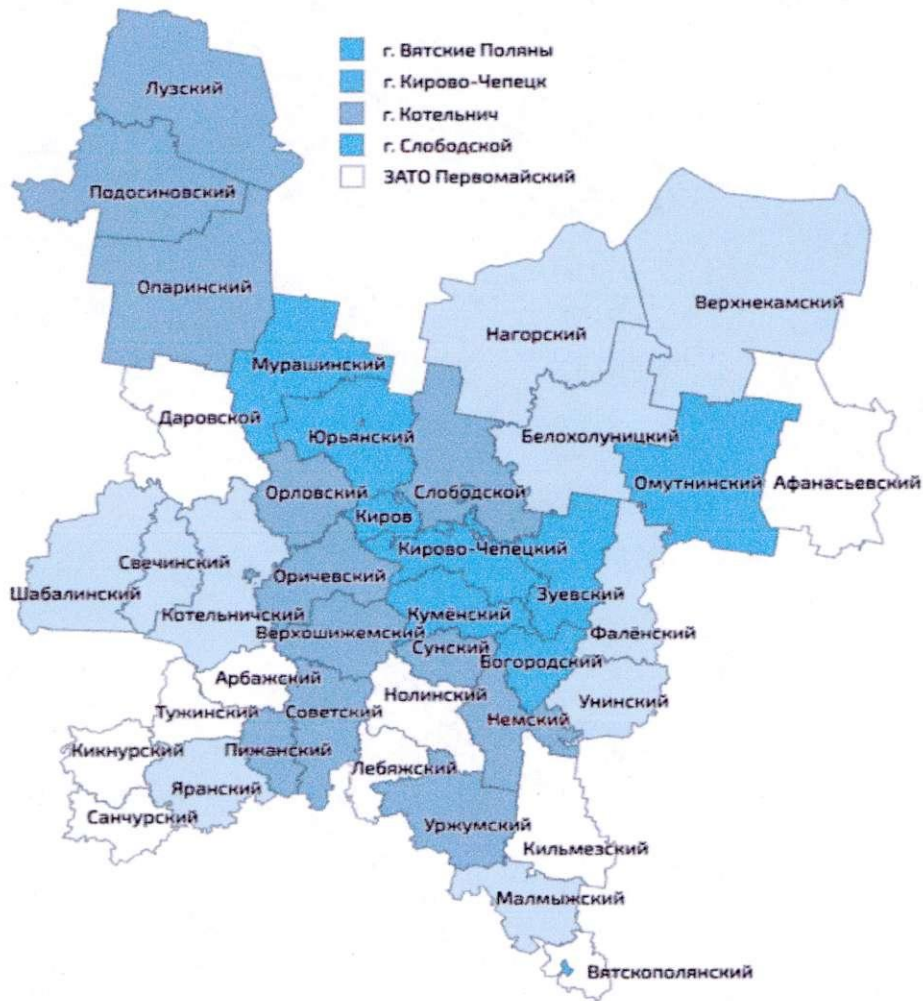 г. Вятские Поляны
г. Кирово-Чепецк
г. Котельнич
г. Слободской
ЗАТО Первомайский
Лузский
Подосиновский
Опаринский
Верхнекамский
Нагорский
Мурашинский
Даровской
Юрьянский
Белохолуницкий
Орловский
Слободской
Омутнинский
Афанасьевский
Киров
Кирово-Чепецкий
Свечинский
Оричевский
Шабалинский
Зуевский
Котельничский
Кумёнский
Верхошижемский
Фалёнский
Сунский
Богородский
Арбажский
Нолинский
Унинский
Тужинский
Советский
Немский
Кикнурский
Пижанский
Лебяжский
Яранский
Санчурский
Уржумский
Кильмезский
Малмыжский
Вятскополянский